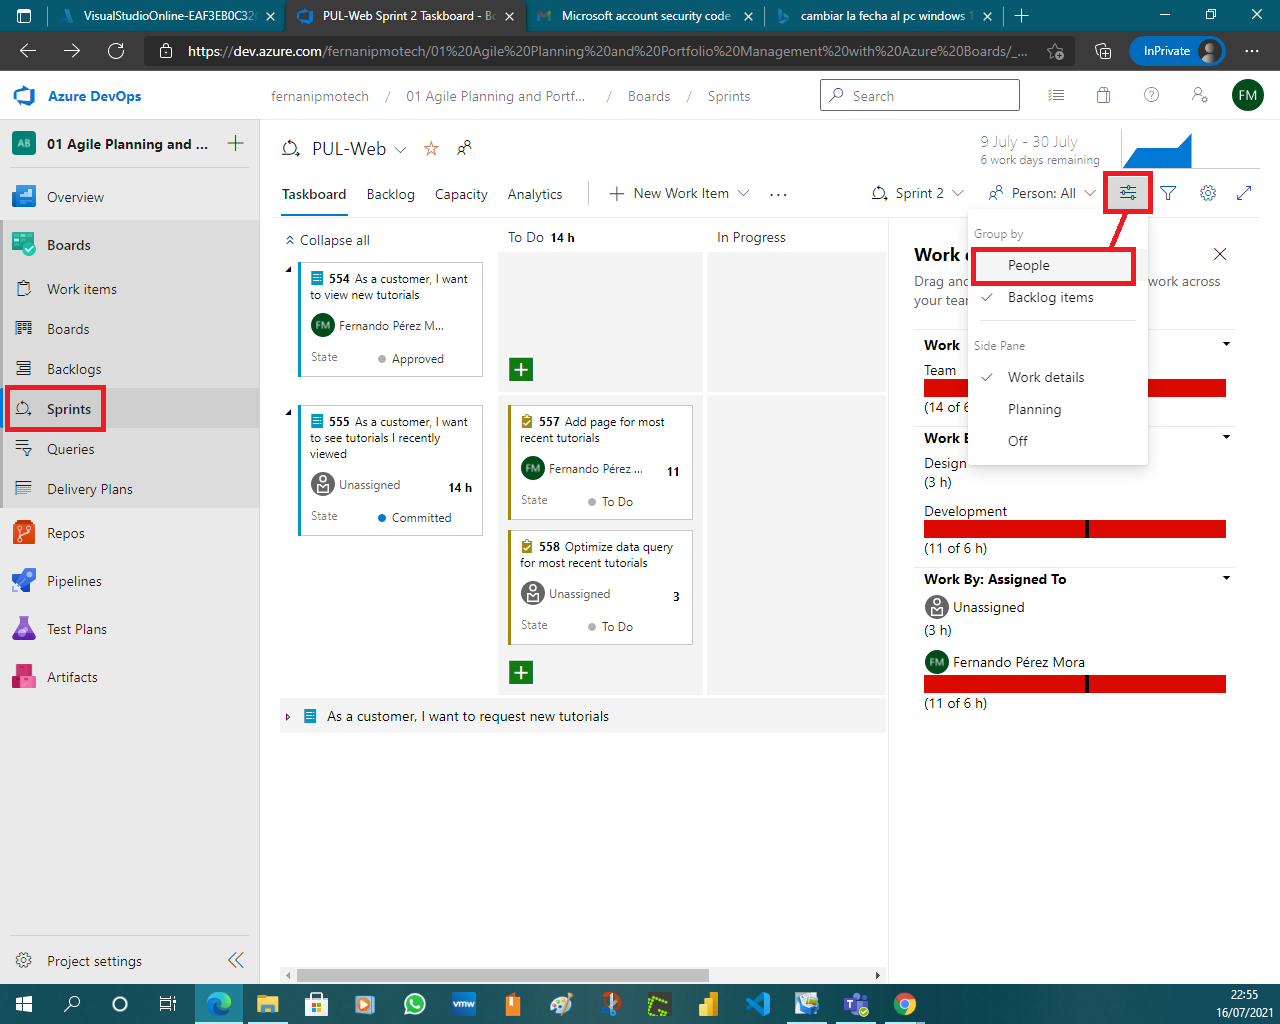 VisualStudioOnline-EAF3EB0C32
PUL-Web Sprint 2 Taskboard - Bo
Microsoft account security code
cambiar la fecha al pc windows 1
https://dev.azure.com/fernanipmotech/01%20Agile%20Planning%20and%20Portfolio%20Management%20with%20Azure%20Boards/_...
InPrivate
Azure DevOps
fernanipmotech / 01 Agile Planning and Portf... / Boards / Sprints
Search
FM
AB 01 Agile Planning and ...
Overview
Boards
Work items
Boards
Backlogs
Sprints
Queries
Delivery Plans
Repos
Pipelines
Test Plans
Artifacts
Project settings
PUL-Web
9 July - 30 July
6 work days remaining
Taskboard Backlog Capacity Analytics New Work Item ...
Sprint 2 Person: All
Collapse all
To Do 14 h
In Progress
554 As a customer, I want
to view new tutorials
FM Fernando Pérez M...
State Approved
555 As a customer, I want
to see tutorials I recently
viewed
Unassigned 14 h
State Committed
557 Add page for most
recent tutorials
FM Fernando Pérez ... 11
State To Do
558 Optimize data query
for most recent tutorials
Unassigned 3
State To Do
As a customer, I want to request new tutorials
Group by
People
Backlog items
Side Pane
Work details
Planning
Off
Work
Drag and work across
your tea
Work
Team
(14 of 6
Work B
Design
(3 h)
Development
(11 of 6 h)
Work By: Assigned To
Unassigned
(3 h)
FM Fernando Pérez Mora
(11 of 6 h)
vmw
22:55
16/07/2021